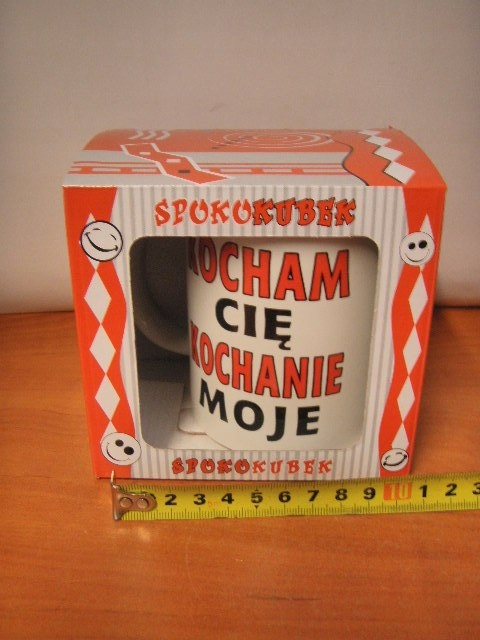 SPOKOKUBEK
KOCHAM
CIĘ
KOCHANIE
MOJE
SPOKOKUBEK
2 3 4 5 6 7 8 9 10 1 2 3